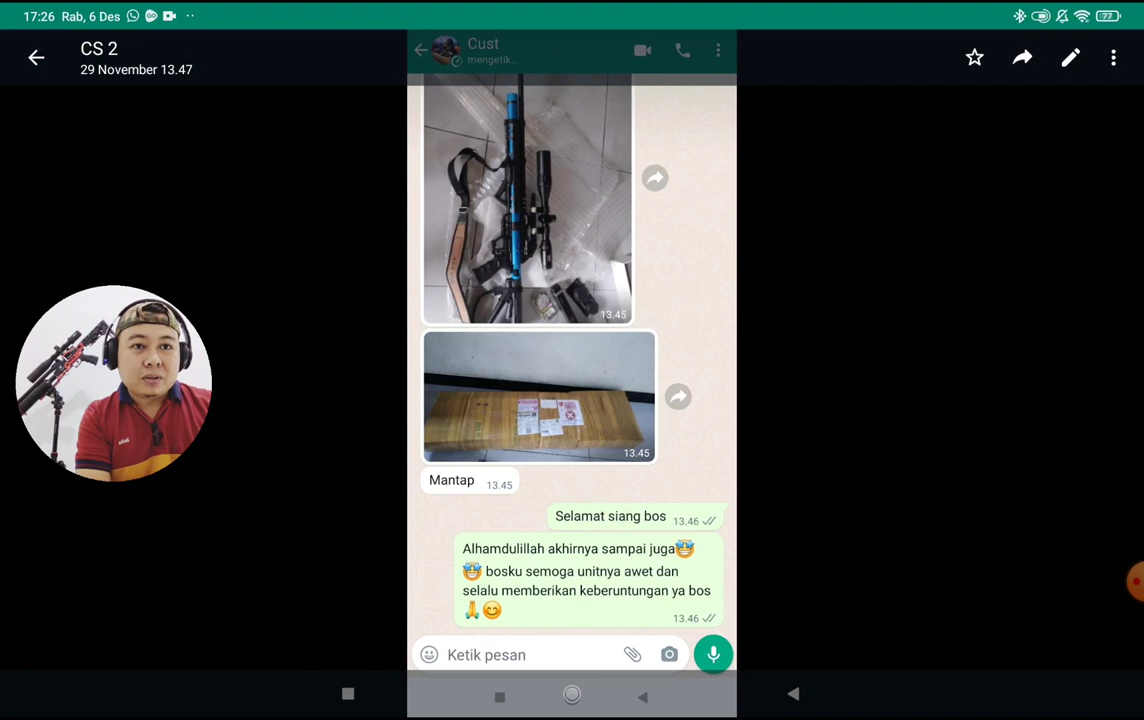 17:26 Rab, 6 Des
77
CS 2
29 November 13.47
Cust
mengetik...
13.45
13.45
Mantap 13.45
Selamat siang bos 13.46
Alhamdulillah akhirnya sampai juga🤩
🤩 bosku semoga unitnya awet dan
selalu memberikan keberuntungan ya bos
🙏😊 13.46
Ketik pesan